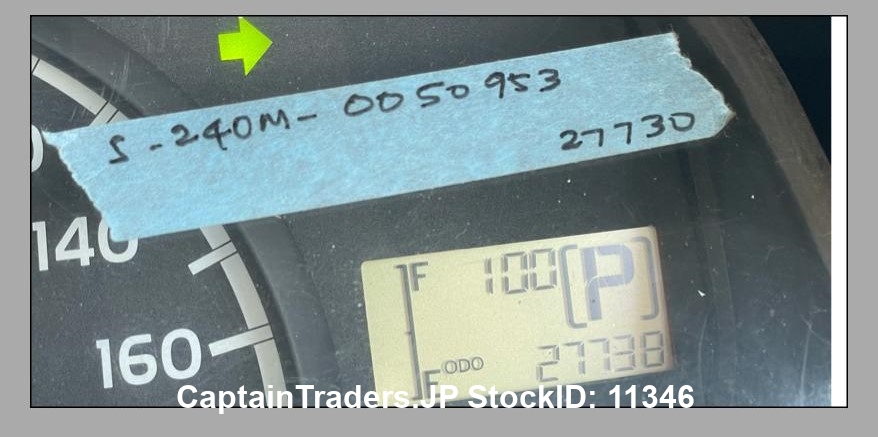 S-240M-0050953
27730
140
F 100 [P]
160
ODO 27738
E
CaptainTraders.JP StockID: 11346